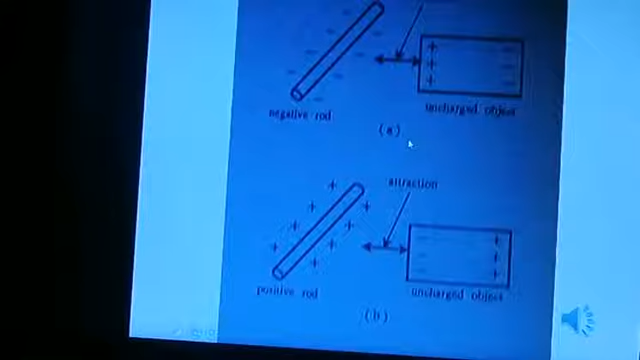 negative rod
uncharged object
(a)
attraction
positive rod
uncharged object
(b)